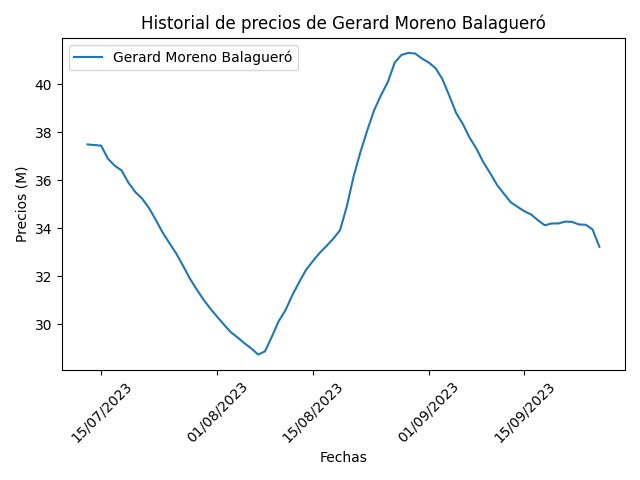 Historial de precios de Gerard Moreno Balagueró
Gerard Moreno Balagueró
Precios (M)
40
38
36
34
32
30
15/07/2023
01/08/2023
15/08/2023
01/09/2023
15/09/2023
Fechas